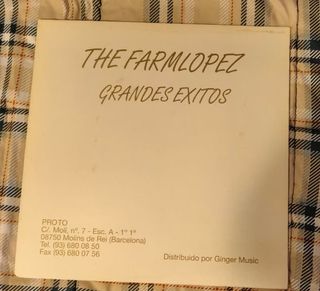 THE FARMLOPEZ
GRANDES EXITOS
PROTO
C/. Molí, nº. 7 - Esc. A - 1º 1ª
08750 Molins de Rei (Barcelona)
Tel. (93) 680 08 50
Fax (93) 680 07 56
Distribuido por Ginger Music